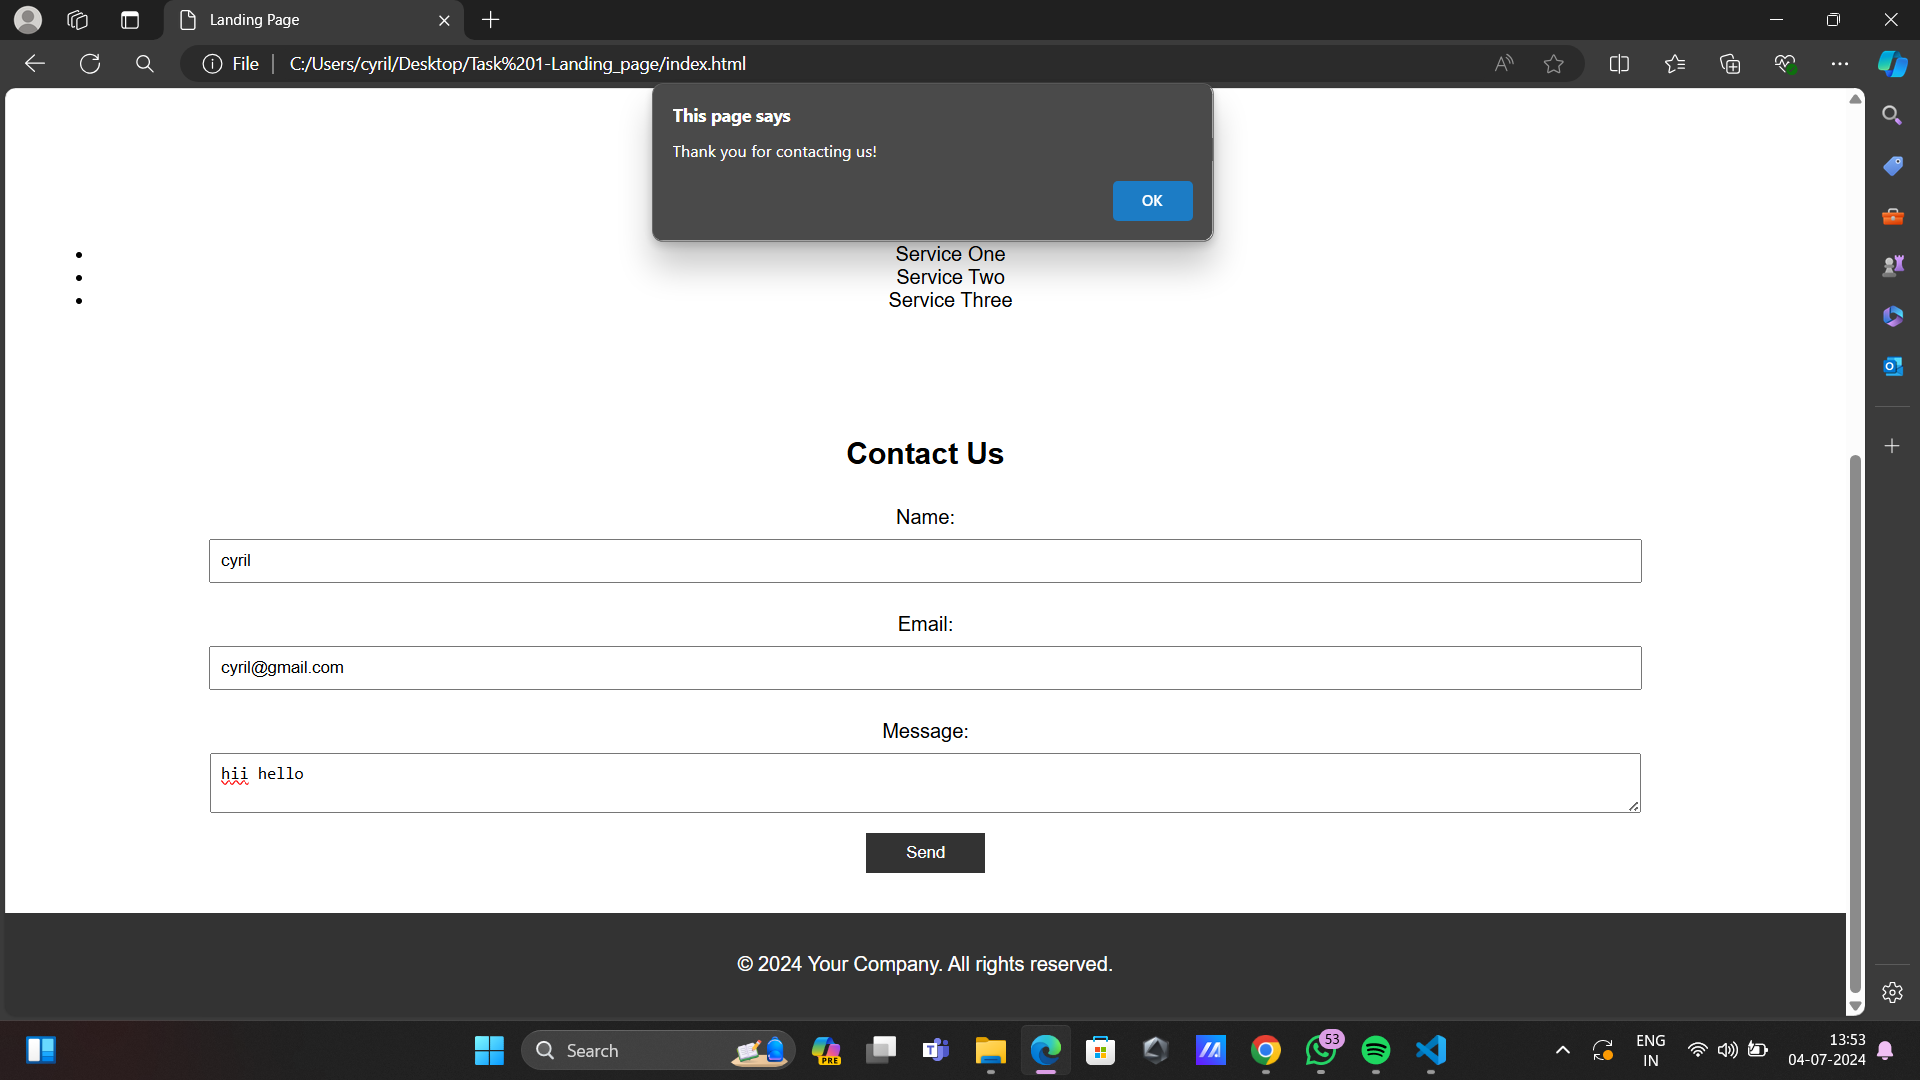 Landing Page
File
C:/Users/cyril/Desktop/Task%201-Landing_page/index.html
This page says
Thank you for contacting us!
OK
Service One
Service Two
Service Three
Contact Us
Name:
cyril
Email:
cyril@gmail.com
Message:
hii hello
Send
© 2024 Your Company. All rights reserved.
Search
PRE
53
ENG
IN
13:53
04-07-2024